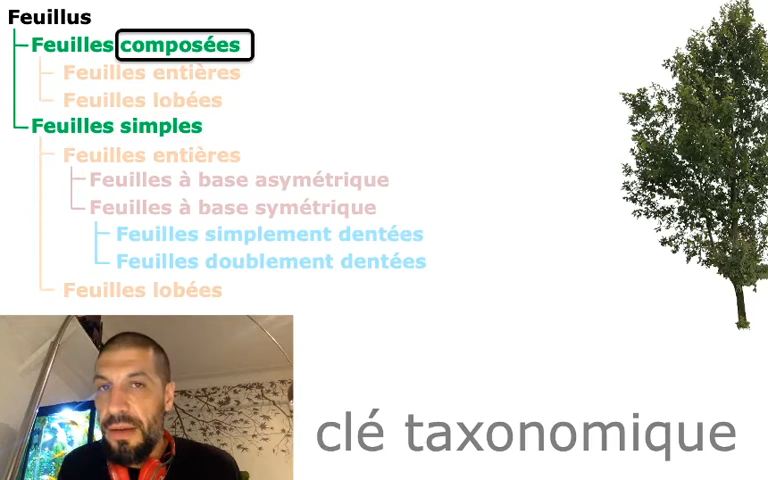 Feuillus
Feuilles composées
Feuilles entières
Feuilles lobées
Feuilles simples
Feuilles entières
Feuilles à base asymétrique
Feuilles à base symétrique
Feuilles simplement dentées
Feuilles doublement dentées
Feuilles lobées
clé taxonomique